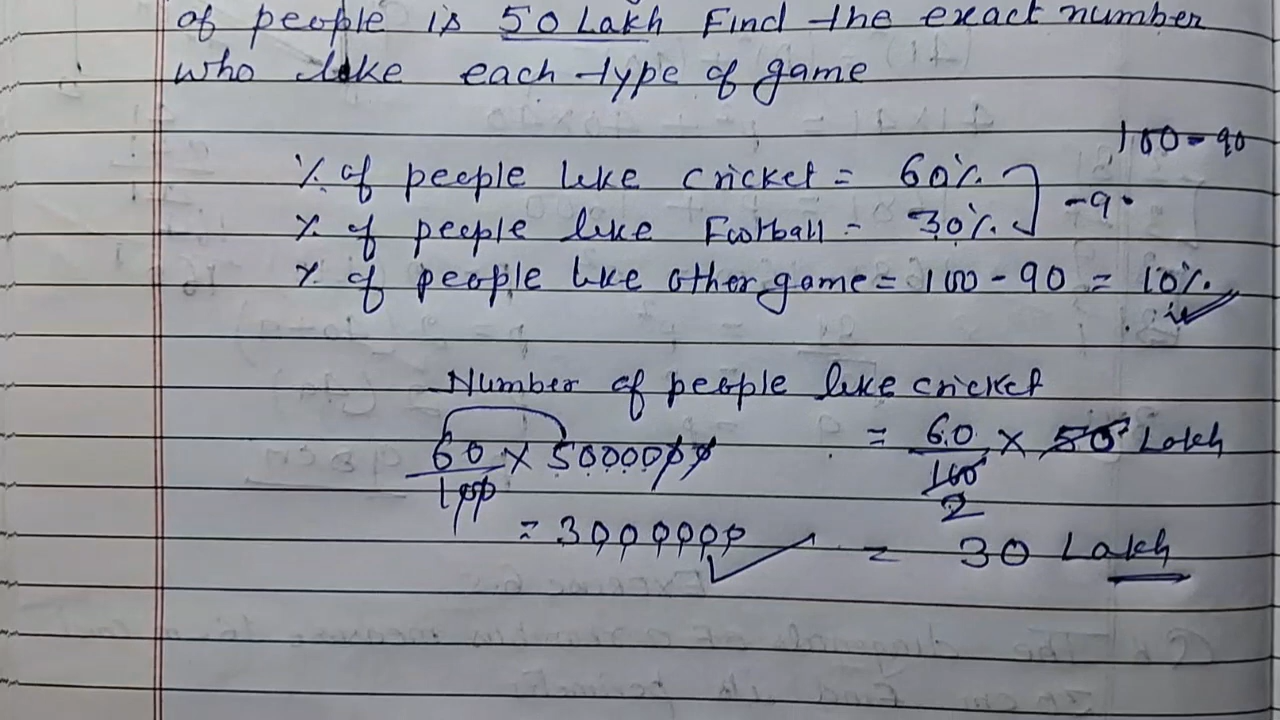 of people is 50 Lakh Find the exact number
who like each type of game
100-90
% of people like cricket = 60%
-9
% of people like Football - 30%
% of people like other game = 100-90 = 10%
Number of people like cricket
60/100 × 5000000 = 60/100 × 50 Lakh
2
= 3000000 = 30 Lakh